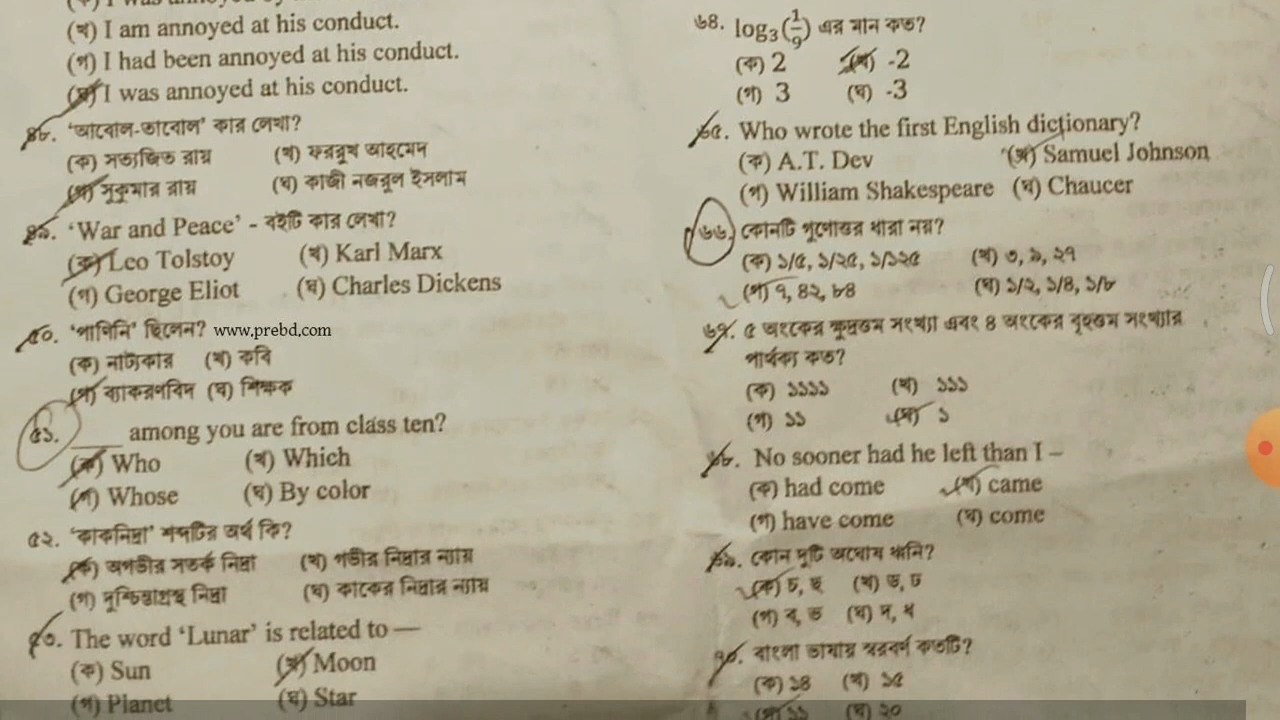 (খ) I am annoyed at his conduct.
(গ) I had been annoyed at his conduct.
(ঘ) I was annoyed at his conduct.
৪৮. ‘আবোল-তাবোল’ কার লেখা?
(ক) সত্যজিত রায় (খ) ফররুখ আহমেদ
(গ) সুকুমার রায় (ঘ) কাজী নজরুল ইসলাম
৪৯. ‘War and Peace’ - বইটি কার লেখা?
(ক) Leo Tolstoy (খ) Karl Marx
(গ) George Eliot (ঘ) Charles Dickens
৫০. ‘পাণিনি’ ছিলেন? www.prebd.com
(ক) নাট্যকার (খ) কবি
(গ) ব্যাকরণবিদ (ঘ) শিক্ষক
৫১. ____ among you are from class ten?
(ক) Who (খ) Which
(গ) Whose (ঘ) By color
৫২. ‘কাকনিদ্রা’ শব্দটির অর্থ কি?
(ক) অগভীর সতর্ক নিদ্রা (খ) গভীর নিদ্রার ন্যায়
(গ) দুশ্চিন্তাগ্রস্থ নিদ্রা (ঘ) কাকের নিদ্রার ন্যায়
৫৩. The word ‘Lunar’ is related to —
(ক) Sun (খ) Moon
(গ) Planet (ঘ) Star
৬৪. log₃(1/9) এর মান কত?
(ক) 2 (খ) -2
(গ) 3 (ঘ) -3
৬৫. Who wrote the first English dictionary?
(ক) A.T. Dev (খ) Samuel Johnson
(গ) William Shakespeare (ঘ) Chaucer
৬৬. কোনটি গুণোত্তর ধারা নয়?
(ক) ১/৫, ১/২৫, ১/১২৫ (খ) ৩, ৯, ২৭
(গ) ৭, ৪২, ৮৪ (ঘ) ১/২, ১/৪, ১/৮
৬৭. ৫ অংকের ক্ষুদ্রতম সংখ্যা এবং ৪ অংকের বৃহত্তম সংখ্যার
পার্থক্য কত?
(ক) ১১১১ (খ) ১১১
(গ) ১১ (ঘ) ১
৬৮. No sooner had he left than I –
(ক) had come (খ) came
(গ) have come (ঘ) come
৬৯. কোন দুটি অঘোষ ধ্বনি?
(ক) চ, ছ (খ) ড, ঢ
(গ) ব, ভ (ঘ) দ, ধ
৭০. বাংলা ভাষায় স্বরবর্ণ কতটি?
(ক) ১৪ (খ) ১৫
(গ) ১১ (ঘ) ২০